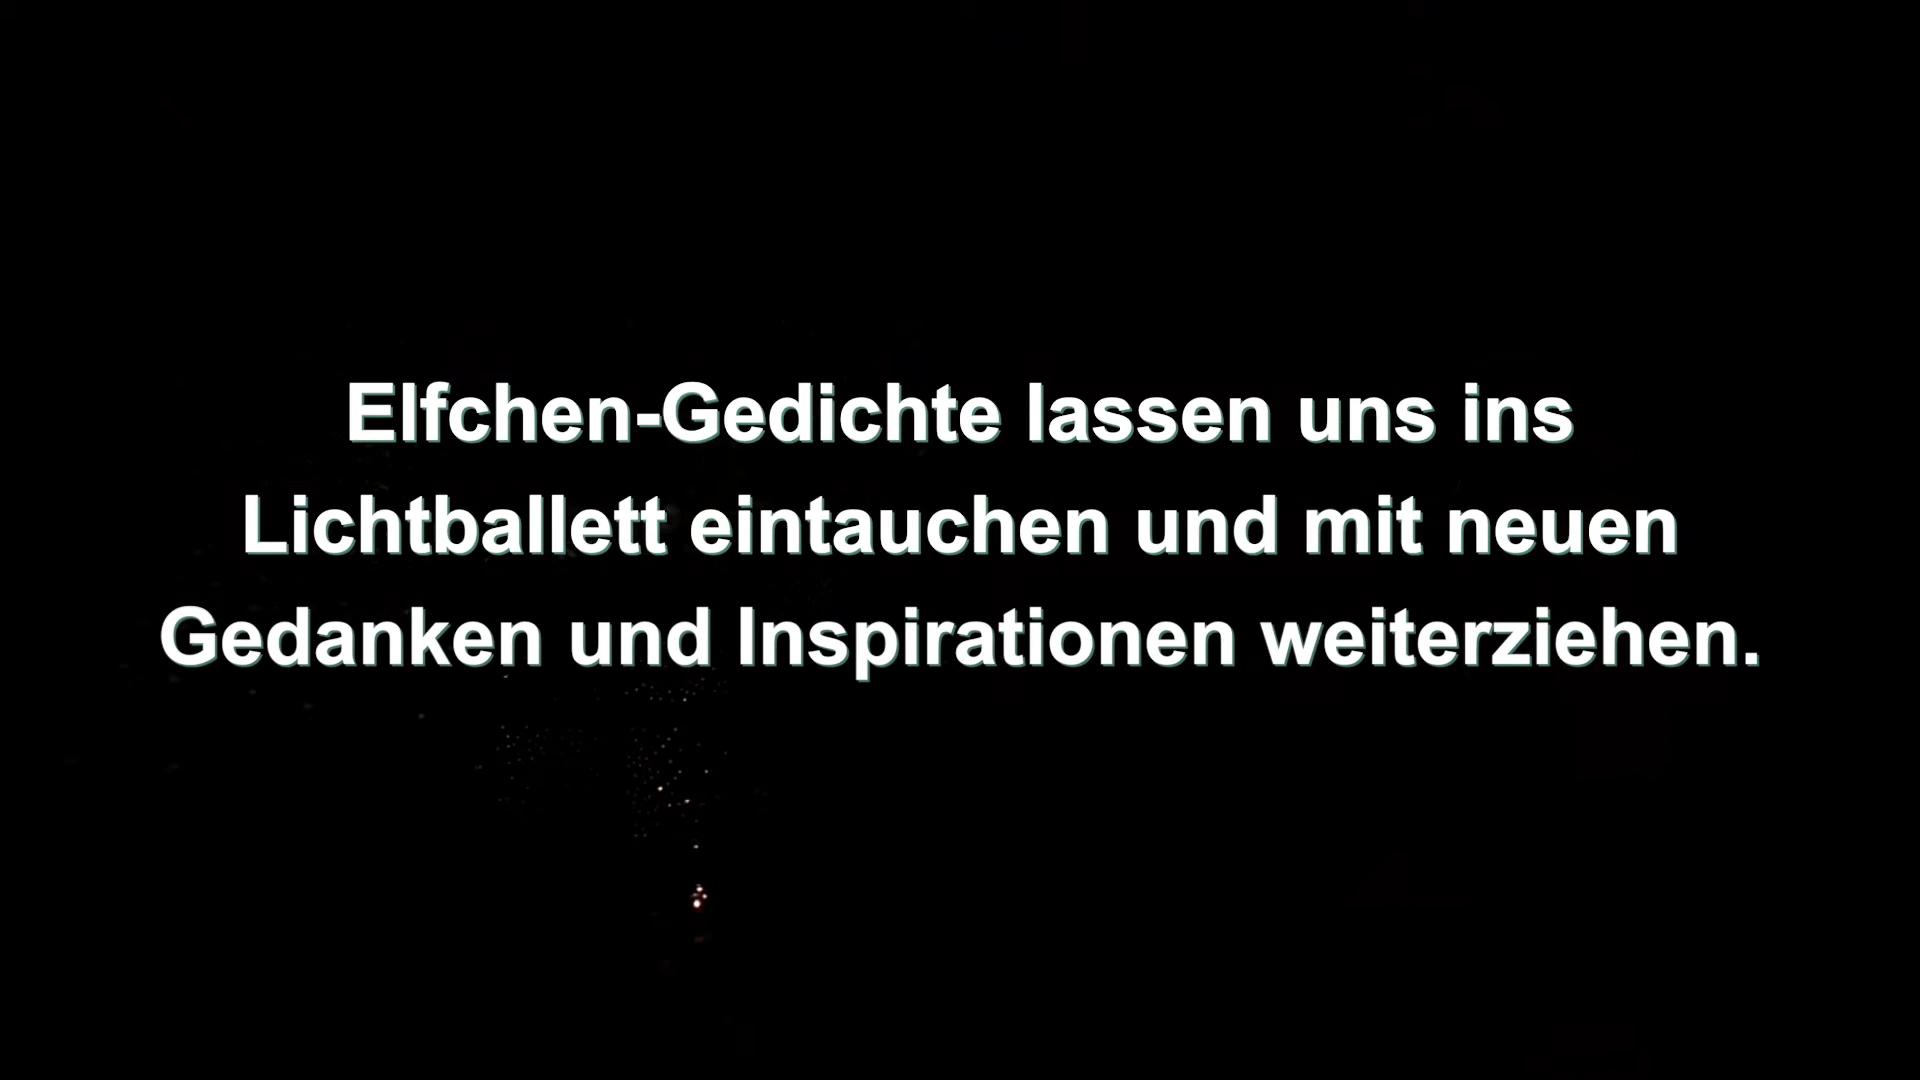 Elfchen-Gedichte lassen uns ins
Lichtballett eintauchen und mit neuen
Gedanken und Inspirationen weiterziehen.